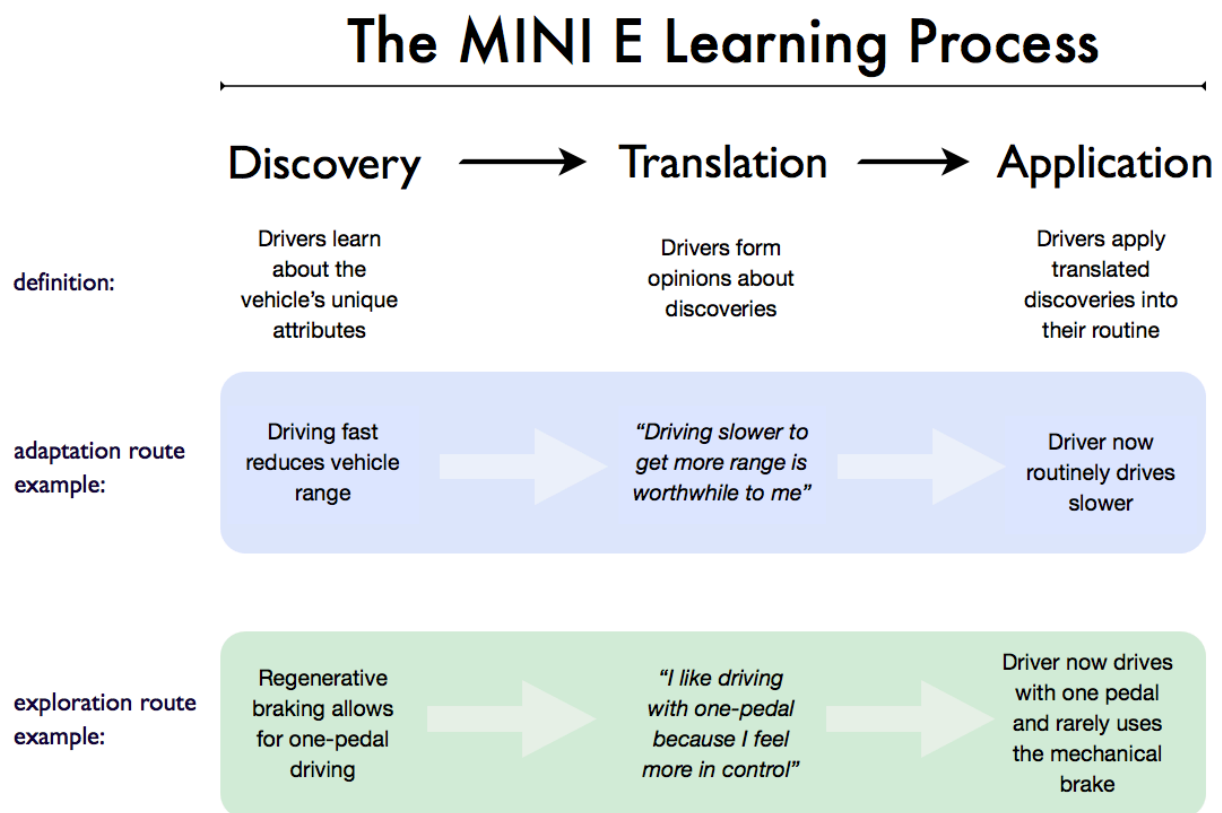 The MINI E Learning Process
Discovery
Translation
Application
definition:
Drivers learn
about the
vehicle's unique
attributes
Drivers form
opinions about
discoveries
Drivers apply
translated
discoveries into
their routine
adaptation route
example:
Driving fast
reduces vehicle
range
“Driving slower to
get more range is
worthwhile to me”
Driver now
routinely drives
slower
exploration route
example:
Regenerative
braking allows
for one-pedal
driving
“I like driving
with one-pedal
because I feel
more in control”
Driver now drives
with one pedal
and rarely uses
the mechanical
brake